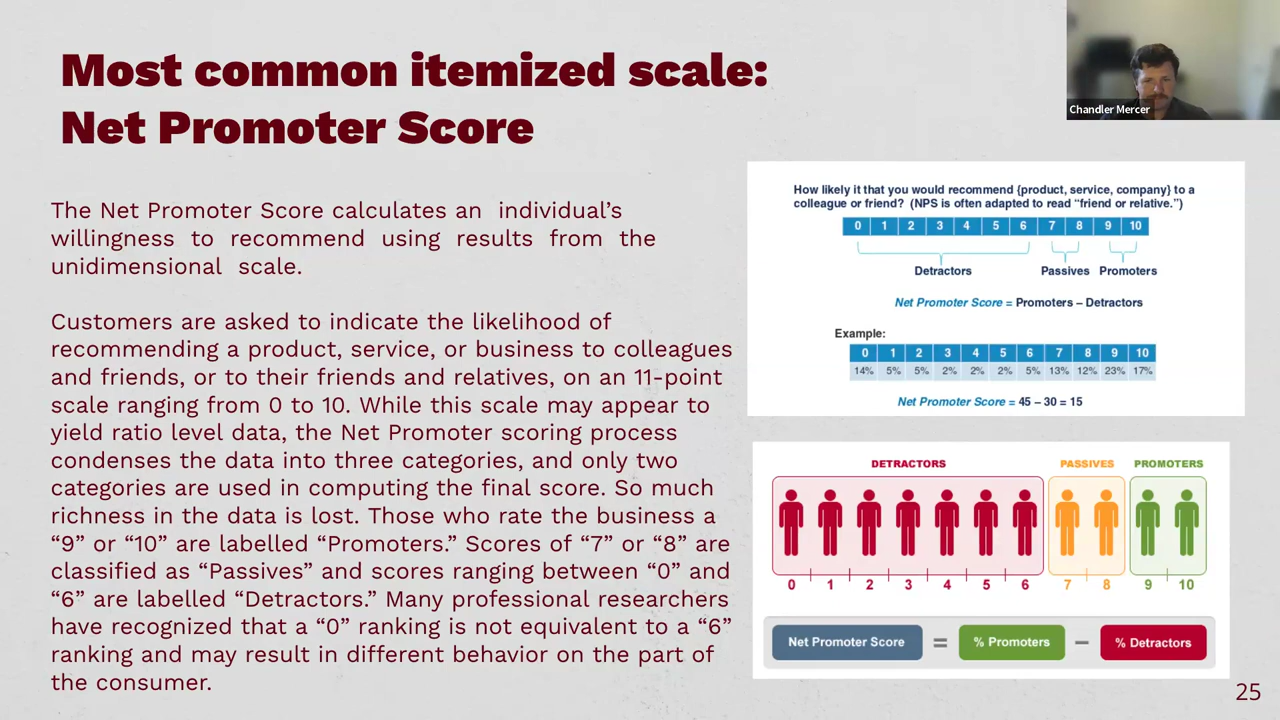 Most common itemized scale:
Net Promoter Score
Chandler Mercer
The Net Promoter Score calculates an individual’s
willingness to recommend using results from the
unidimensional scale.
Customers are asked to indicate the likelihood of
recommending a product, service, or business to colleagues
and friends, or to their friends and relatives, on an 11-point
scale ranging from 0 to 10. While this scale may appear to
yield ratio level data, the Net Promoter scoring process
condenses the data into three categories, and only two
categories are used in computing the final score. So much
richness in the data is lost. Those who rate the business a
“9” or “10” are labelled “Promoters.” Scores of “7” or “8” are
classified as “Passives” and scores ranging between “0” and
“6” are labelled “Detractors.” Many professional researchers
have recognized that a “0” ranking is not equivalent to a “6”
ranking and may result in different behavior on the part of
the consumer.
How likely it that you would recommend {product, service, company} to a
colleague or friend? (NPS is often adapted to read “friend or relative.”)
0 1 2 3 4 5 6 7 8 9 10
Detractors Passives Promoters
Net Promoter Score = Promoters – Detractors
Example:
0 1 2 3 4 5 6 7 8 9 10
14% 5% 5% 2% 2% 2% 5% 13% 12% 23% 17%
Net Promoter Score = 45 – 30 = 15
DETRACTORS PASSIVES PROMOTERS
0 1 2 3 4 5 6 7 8 9 10
Net Promoter Score = % Promoters – % Detractors
25